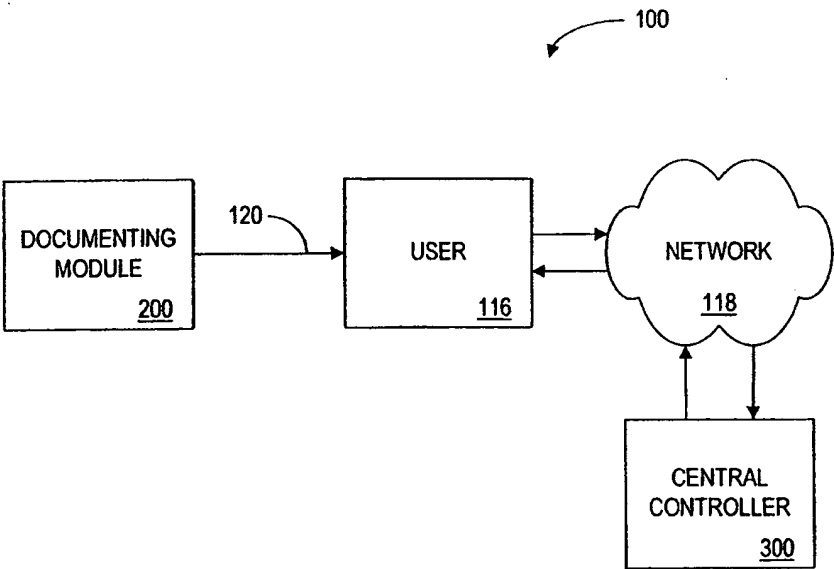 100
DOCUMENTING
MODULE
200
120
USER
116
NETWORK
118
CENTRAL
CONTROLLER
300